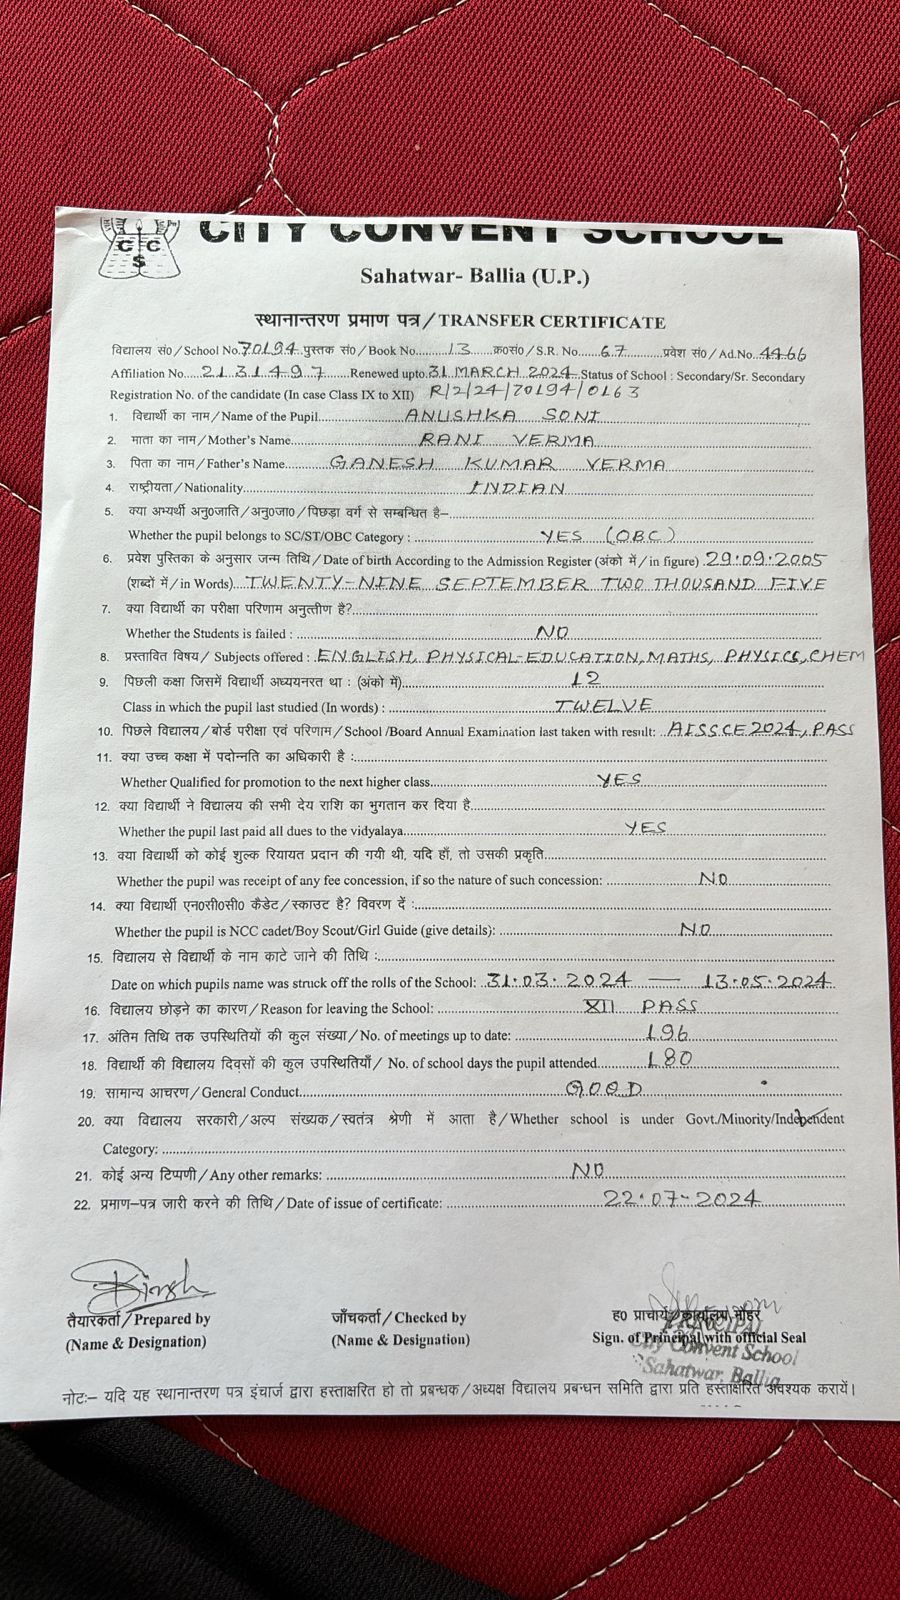 CITY CONVENT SCHOOL
C C
S
Sahatwar- Ballia (U.P.)
स्थानान्तरण प्रमाण पत्र/TRANSFER CERTIFICATE
विद्यालय सं0/School No.70194 पुस्तक सं0/Book No......13...क्र0सं0/S.R. No....67......प्रवेश सं0/Ad.No.4466
Affiliation No...2131497......Renewed upto.31 MARCH 2024.Status of School : Secondary/Sr. Secondary
Registration No. of the candidate (In case Class IX to XII) R/2/24/70194/0163
1. विद्यार्थी का नाम/Name of the Pupil......ANUSHKA SONI
2. माता का नाम/Mother's Name......RANI VERMA
3. पिता का नाम/Father's Name......GANESH KUMAR VERMA
4. राष्ट्रीयता/Nationality......INDIAN
5. क्या अभ्यर्थी अनु0जाति/अनु0जा0/पिछड़ा वर्ग से सम्बन्धित है–
Whether the pupil belongs to SC/ST/OBC Category : YES (OBC)
6. प्रवेश पुस्तिका के अनुसार जन्म तिथि/Date of birth According to the Admission Register (अंको में/in figure) 29.09.2005
(शब्दों में/in Words)...TWENTY-NINE SEPTEMBER TWO THOUSAND FIVE
7. क्या विद्यार्थी का परीक्षा परिणाम अनुत्तीण है?
Whether the Students is failed : NO
8. प्रस्तावित विषय/Subjects offered : ENGLISH, PHYSICAL-EDUCATION, MATHS, PHYSICS, CHEM
9. पिछली कक्षा जिसमें विद्यार्थी अध्ययनरत था : (अंको में)......12
Class in which the pupil last studied (In words) : TWELVE
10. पिछले विद्यालय/बोर्ड परीक्षा एवं परिणाम/School /Board Annual Examination last taken with result: AISSCE 2024, PASS
11. क्या उच्च कक्षा में पदोन्नति का अधिकारी है :
Whether Qualified for promotion to the next higher class......YES
12. क्या विद्यार्थी ने विद्यालय की सभी देय राशि का भुगतान कर दिया है
Whether the pupil last paid all dues to the vidyalaya......YES
13. क्या विद्यार्थी को कोई शुल्क रियायत प्रदान की गयी थी, यदि हाँ, तो उसकी प्रकृति
Whether the pupil was receipt of any fee concession, if so the nature of such concession: NO
14. क्या विद्यार्थी एन0सी0सी0 कैडेट/स्काउट है? विवरण दें :
Whether the pupil is NCC cadet/Boy Scout/Girl Guide (give details): NO
15. विद्यालय से विद्यार्थी के नाम काटे जाने की तिथि :
Date on which pupils name was struck off the rolls of the School: 31.03.2024 — 13.05.2024
16. विद्यालय छोड़ने का कारण/Reason for leaving the School: XII PASS
17. अंतिम तिथि तक उपस्थितियों की कुल संख्या/No. of meetings up to date: 196
18. विद्यार्थी की विद्यालय दिवसों की कुल उपस्थितियाँ/ No. of school days the pupil attended......180
19. सामान्य आचरण/General Conduct......GOOD
20. क्या विद्यालय सरकारी/अल्प संख्यक/स्वतंत्र श्रेणी में आता है/Whether school is under Govt./Minority/Independent
Category:
21. कोई अन्य टिप्पणी/Any other remarks: NO
22. प्रमाण–पत्र जारी करने की तिथि/Date of issue of certificate: 22.07-2024
तैयारकर्ता/Prepared by जाँचकर्ता/Checked by ह0 प्राचार्य/कार्यालय मोहर
PRINCIPAL
(Name & Designation) (Name & Designation) Sign. of Principal with official Seal
City Convent School
Sahatwar, Ballia
नोटः– यदि यह स्थानान्तरण पत्र इंचार्ज द्वारा हस्ताक्षरित हो तो प्रबन्धक/अध्यक्ष विद्यालय प्रबन्धन समिति द्वारा प्रति हस्ताक्षरित अवश्यक करायें।